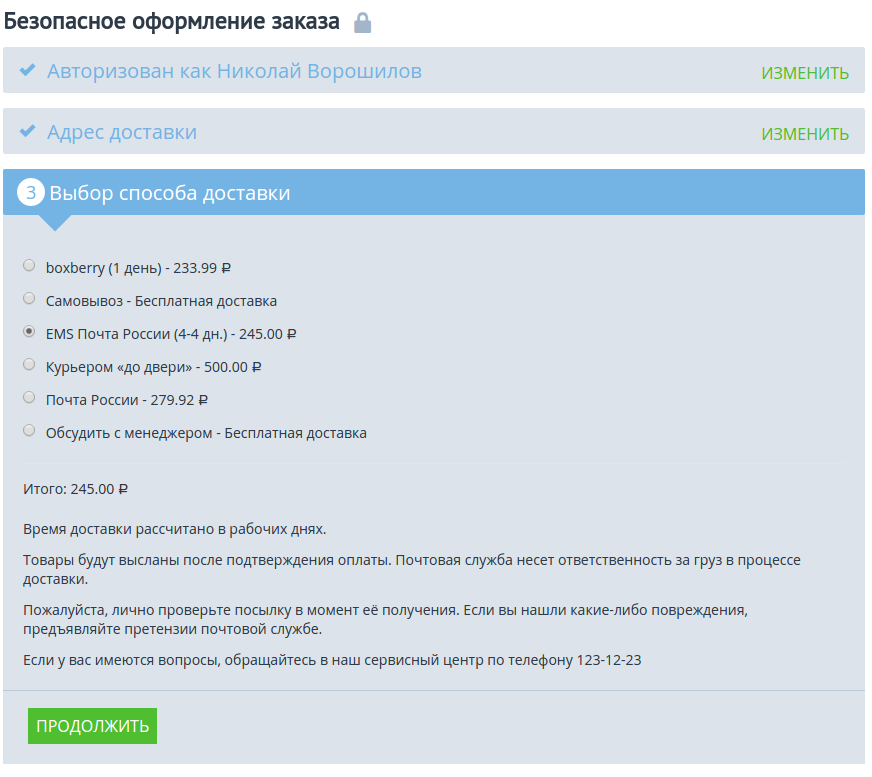 Безопасное оформление заказа
Авторизован как Николай Ворошилов
ИЗМЕНИТЬ
Адрес доставки
ИЗМЕНИТЬ
3 Выбор способа доставки
boxberry (1 день) - 233.99 ₽
Самовывоз - Бесплатная доставка
EMS Почта России (4-4 дн.) - 245.00 ₽
Курьером «до двери» - 500.00 ₽
Почта России - 279.92 ₽
Обсудить с менеджером - Бесплатная доставка
Итого: 245.00 ₽
Время доставки рассчитано в рабочих днях.
Товары будут высланы после подтверждения оплаты. Почтовая служба несет ответственность за груз в процессе
доставки.
Пожалуйста, лично проверьте посылку в момент её получения. Если вы нашли какие-либо повреждения,
предъявляйте претензии почтовой службе.
Если у вас имеются вопросы, обращайтесь в наш сервисный центр по телефону 123-12-23
ПРОДОЛЖИТЬ